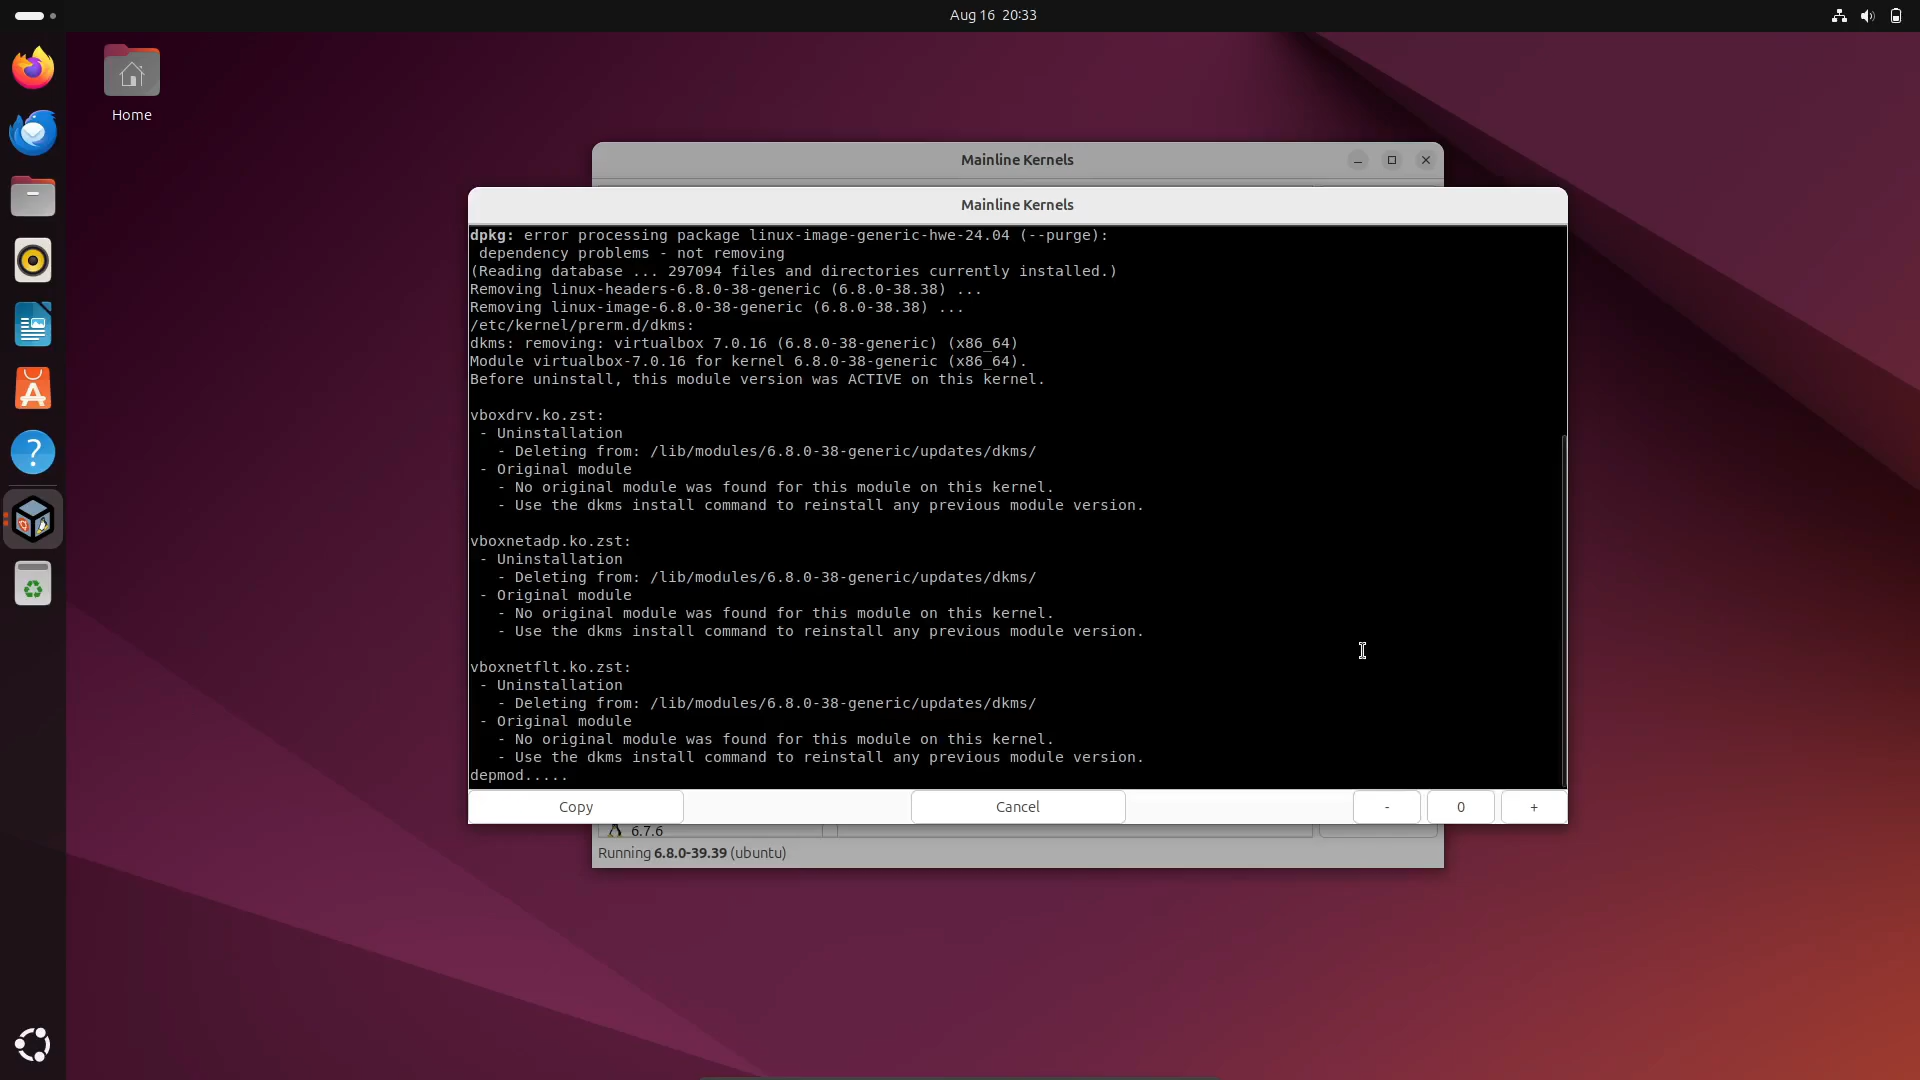 Aug 16 20:33
Home
Mainline Kernels
Mainline Kernels
dpkg: error processing package linux-image-generic-hwe-24.04 (--purge):
 dependency problems - not removing
(Reading database ... 297094 files and directories currently installed.)
Removing linux-headers-6.8.0-38-generic (6.8.0-38.38) ...
Removing linux-image-6.8.0-38-generic (6.8.0-38.38) ...
/etc/kernel/prerm.d/dkms:
dkms: removing: virtualbox 7.0.16 (6.8.0-38-generic) (x86_64)
Module virtualbox-7.0.16 for kernel 6.8.0-38-generic (x86_64).
Before uninstall, this module version was ACTIVE on this kernel.

vboxdrv.ko.zst:
 - Uninstallation
   - Deleting from: /lib/modules/6.8.0-38-generic/updates/dkms/
 - Original module
   - No original module was found for this module on this kernel.
   - Use the dkms install command to reinstall any previous module version.

vboxnetadp.ko.zst:
 - Uninstallation
   - Deleting from: /lib/modules/6.8.0-38-generic/updates/dkms/
 - Original module
   - No original module was found for this module on this kernel.
   - Use the dkms install command to reinstall any previous module version.

vboxnetflt.ko.zst:
 - Uninstallation
   - Deleting from: /lib/modules/6.8.0-38-generic/updates/dkms/
 - Original module
   - No original module was found for this module on this kernel.
   - Use the dkms install command to reinstall any previous module version.
depmod.....
Copy Cancel - 0 +
6.7.6
Running 6.8.0-39.39 (ubuntu)